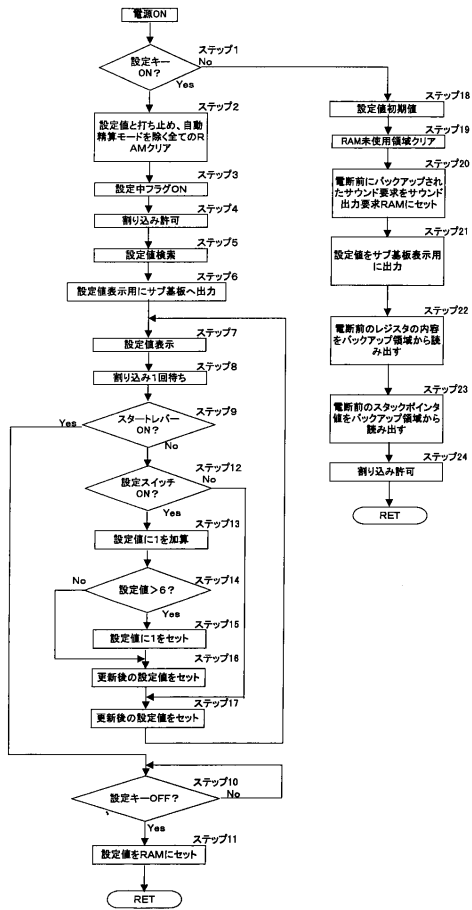 電源ON
ステップ1
設定キー
ON?
No
Yes
ステップ2
設定値と打ち止め、自動
精算モードを除く全てのR
AMクリア
ステップ3
設定中フラグON
ステップ4
割り込み許可
ステップ5
設定値検索
ステップ6
設定値表示用にサブ基板へ出力
ステップ7
設定値表示
ステップ8
割り込み1回待ち
ステップ9
スタートレバー
ON?
Yes
No
ステップ12
設定スイッチ
ON?
No
Yes
ステップ13
設定値に1を加算
ステップ14
設定値>6?
No
Yes
ステップ15
設定値に1をセット
ステップ16
更新後の設定値をセット
ステップ17
更新後の設定値をセット
ステップ10
設定キーOFF?
No
Yes
ステップ11
設定値をRAMにセット
RET
ステップ18
設定値初期値
ステップ19
RAM未使用領域クリア
ステップ20
電断前にバックアップされ
たサウンド要求をサウンド
出力要求RAMにセット
ステップ21
設定値をサブ基板表示用
に出力
ステップ22
電断前のレジスタの内容
をバックアップ領域から読
み出す
ステップ23
電断前のスタックポインタ
値をバックアップ領域から
読み出す
ステップ24
割り込み許可
RET